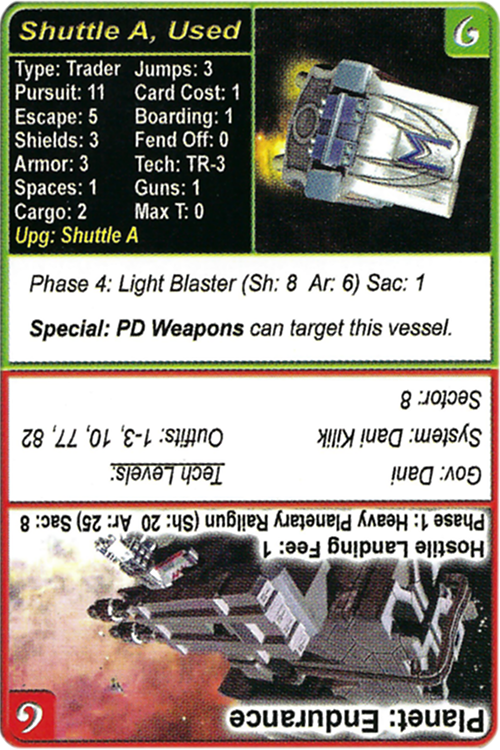 Shuttle A, Used
Type: Trader Jumps: 3
Pursuit: 11 Card Cost: 1
Escape: 5 Boarding: 1
Shields: 3 Fend Off: 0
Armor: 3 Tech: TR-3
Spaces: 1 Guns: 1
Cargo: 2 Max T: 0
Upg: Shuttle A
Phase 4: Light Blaster (Sh: 8 Ar: 6) Sac: 1
Special: PD Weapons can target this vessel.
Planet: Endurance
Hostile Landing Fee: 1
Phase 1: Heavy Planetary Railgun (Sh: 20 Ar: 25) Sac: 8
Gov: Dani Tech Levels:
System: Dani Kilik Outfits: 1-3, 10, 77, 82
Sector: 8